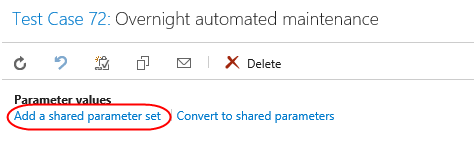 Test Case 72: Overnight automated maintenance
Delete
Parameter values
Add a shared parameter set Convert to shared parameters